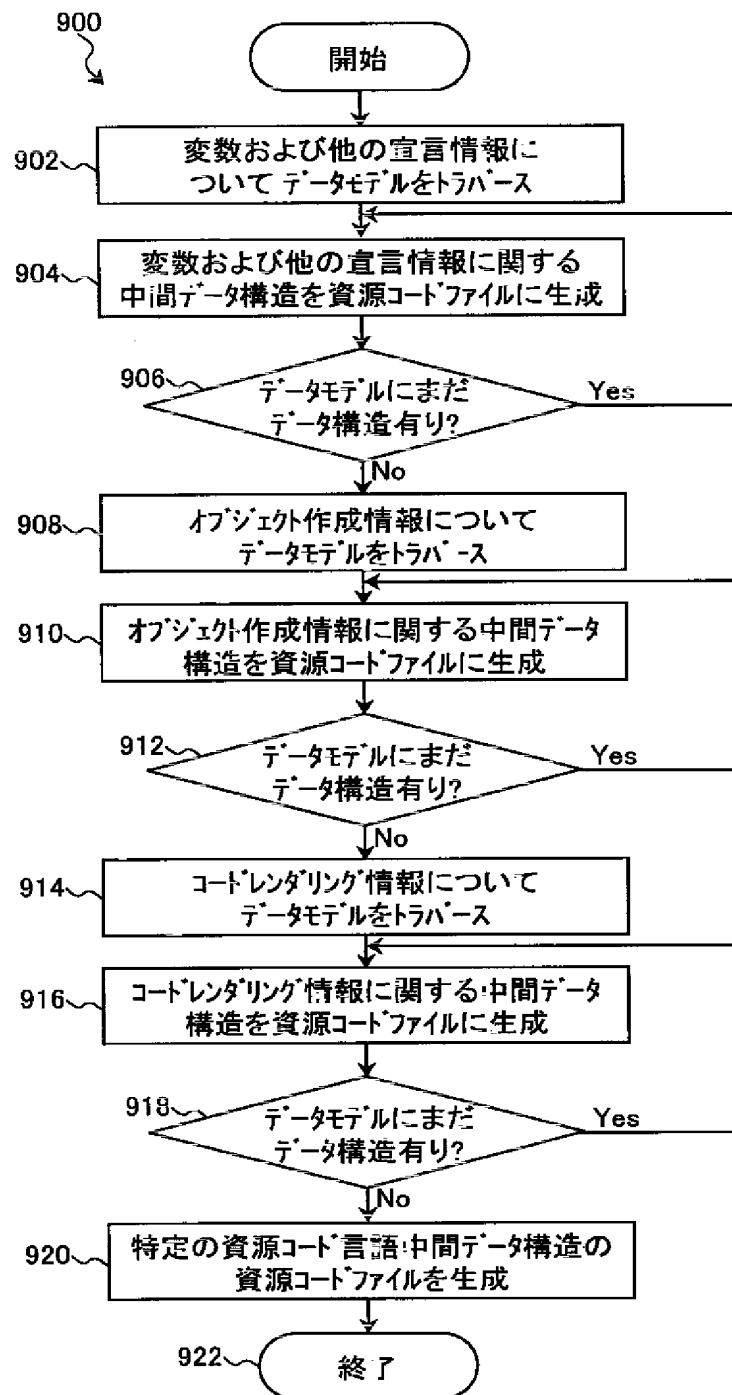 900
開始
902
変数および他の宣言情報に
ついてデータモデルをトラバース
904
変数および他の宣言情報に関する
中間データ構造を資源コードファイルに生成
906
データモデルにまだ
データ構造有り?
Yes
No
908
オブジェクト作成情報について
データモデルをトラバース
910
オブジェクト作成情報に関する中間データ
構造を資源コードファイルに生成
912
データモデルにまだ
データ構造有り?
Yes
No
914
コードレンダリング情報について
データモデルをトラバース
916
コードレンダリング情報に関する中間データ
構造を資源コードファイルに生成
918
データモデルにまだ
データ構造有り?
Yes
No
920
特定の資源コード言語中間データ構造の
資源コードファイルを生成
922
終了